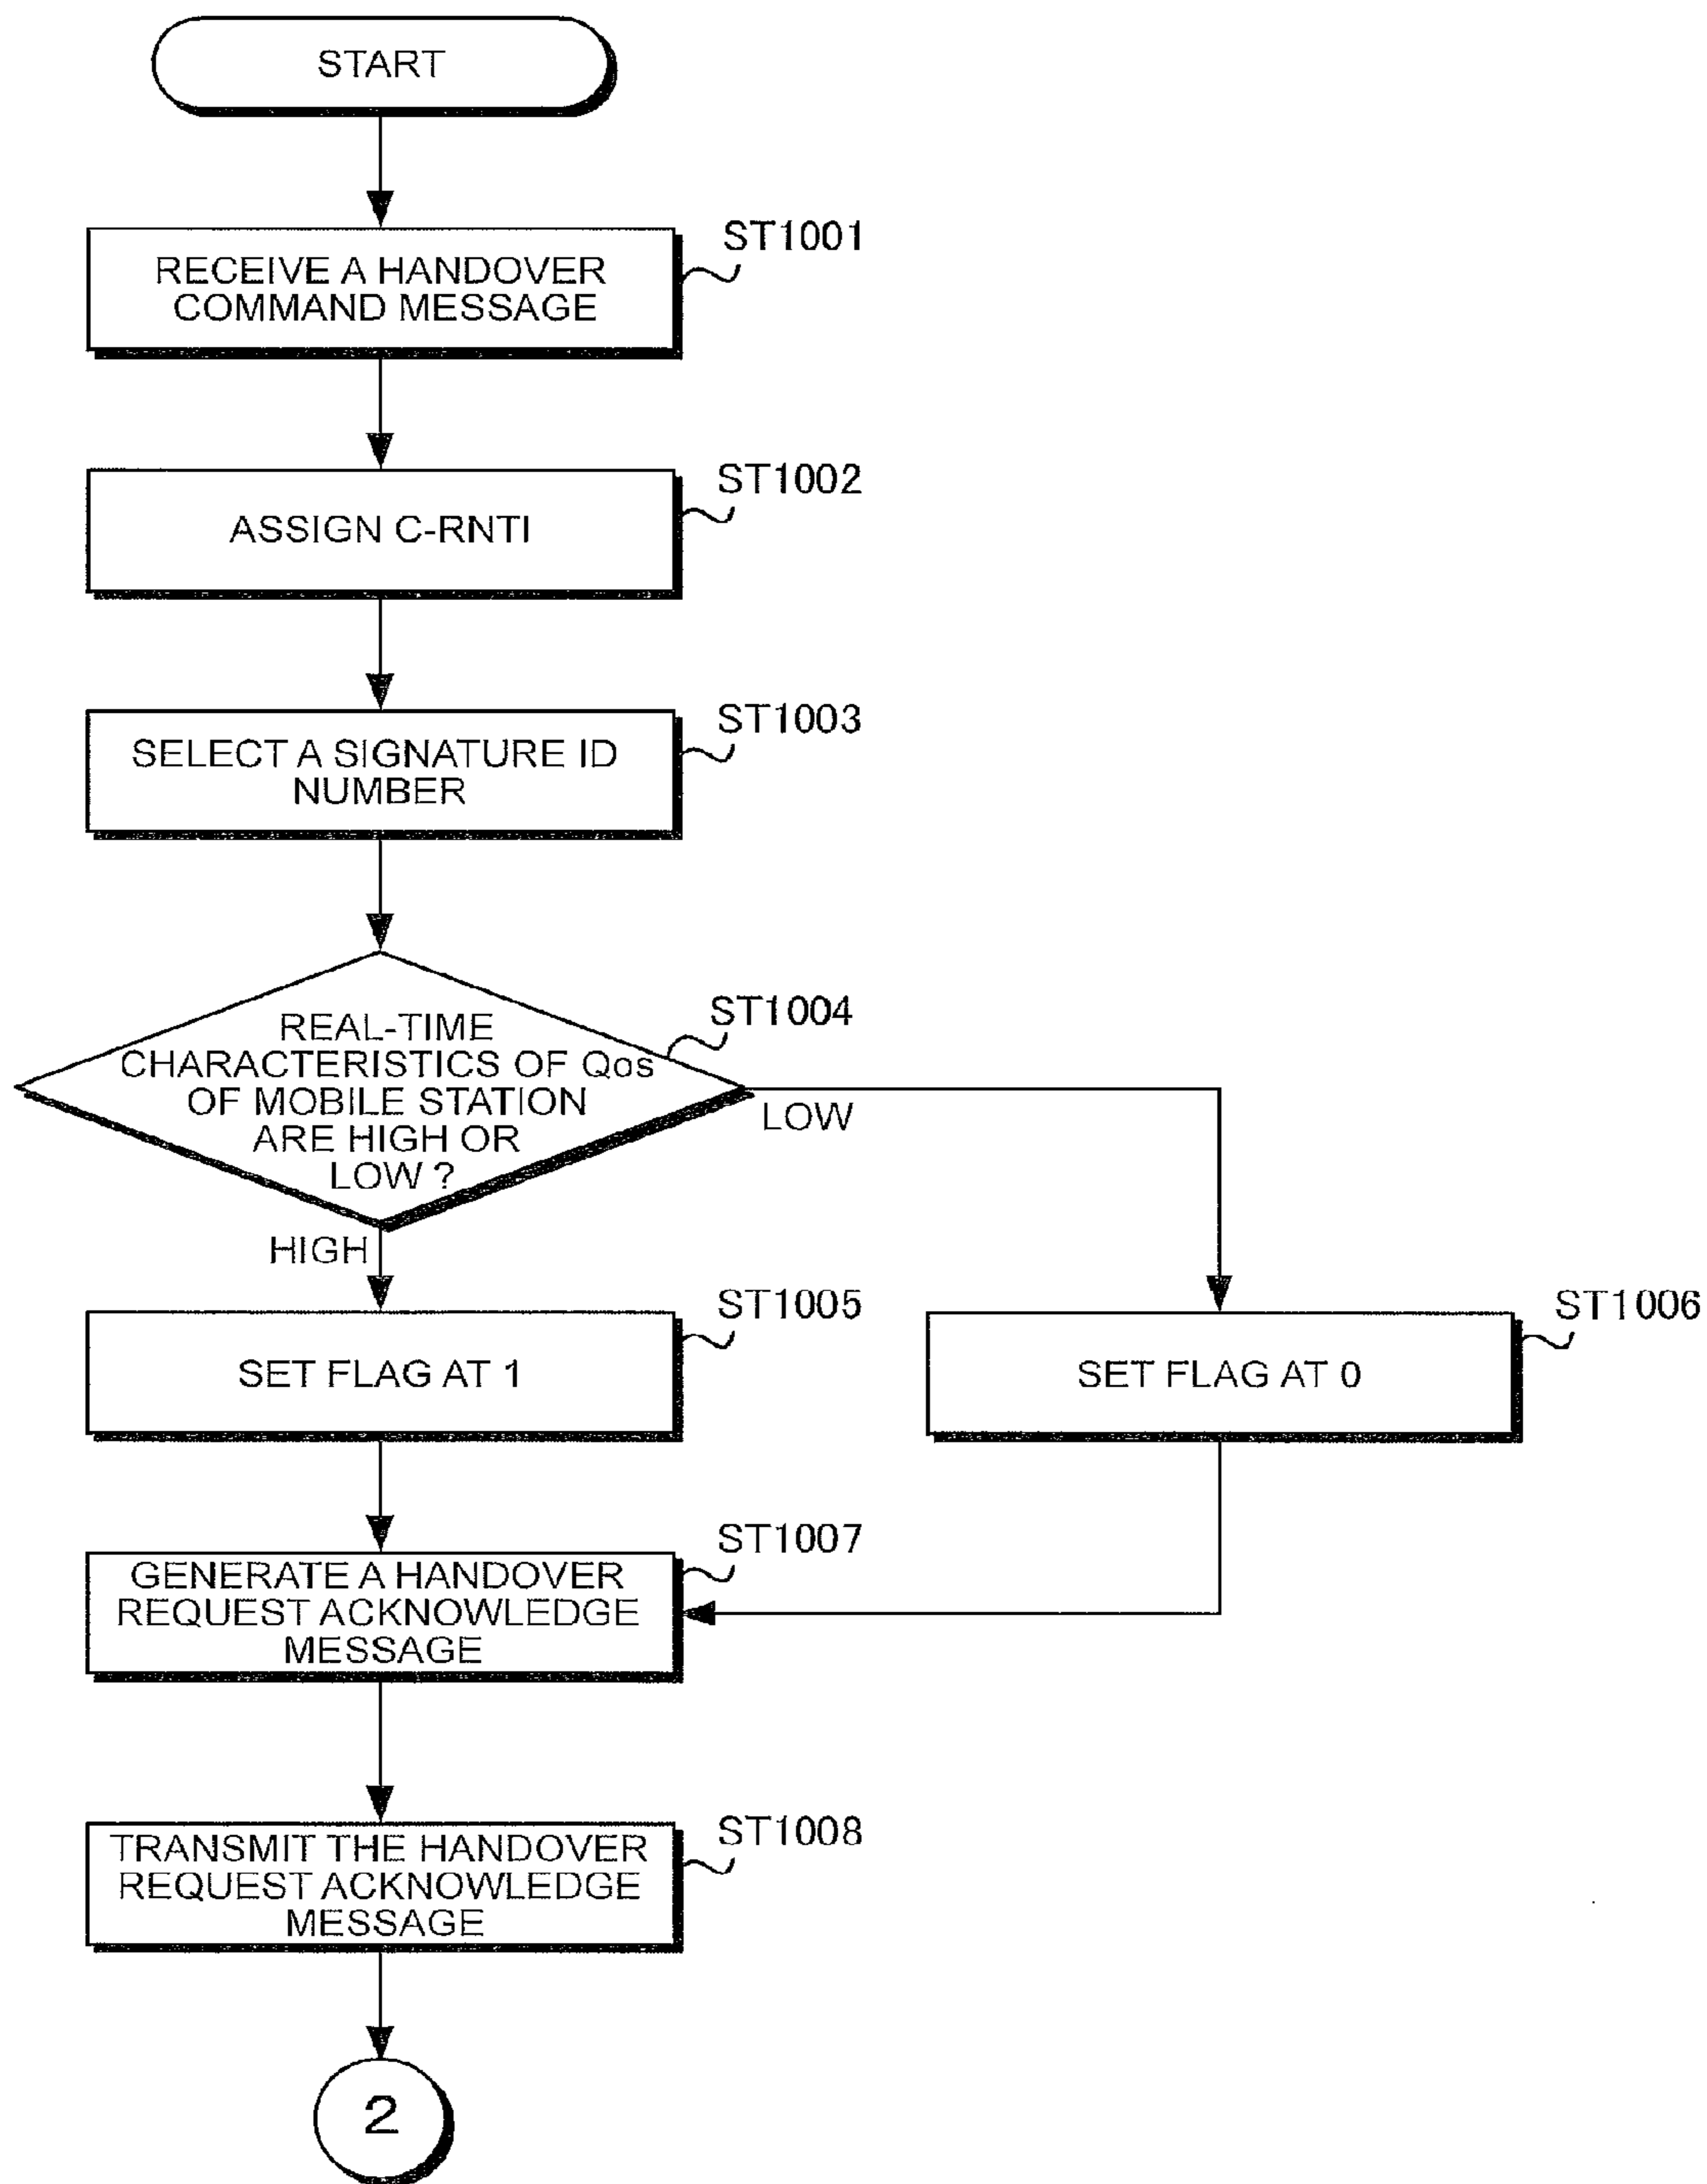 START
ST1001
RECEIVE A HANDOVER
COMMAND MESSAGE
ST1002
ASSIGN C-RNTI
ST1003
SELECT A SIGNATURE ID
NUMBER
ST1004
REAL-TIME
CHARACTERISTICS OF Qos
OF MOBILE STATION
ARE HIGH OR
LOW ?
LOW
HIGH
ST1005
SET FLAG AT 1
ST1006
SET FLAG AT 0
ST1007
GENERATE A HANDOVER
REQUEST ACKNOWLEDGE
MESSAGE
ST1008
TRANSMIT THE HANDOVER
REQUEST ACKNOWLEDGE
MESSAGE
2